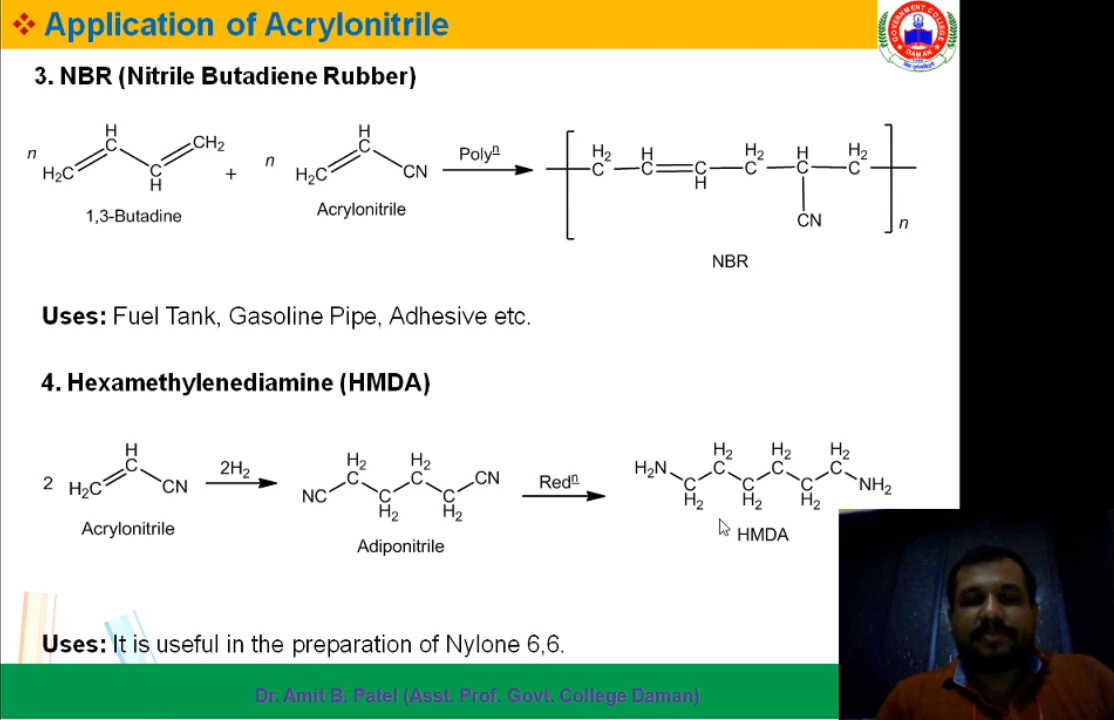 ❖ Application of Acrylonitrile
GOVERNMENT COLLEGE
DAMAN
3. NBR (Nitrile Butadiene Rubber)
n H2C H C C H CH2 + n H2C H C CN Polyn H2 C H C C H H2 C H C CN H2 C n
1,3-Butadine
Acrylonitrile
NBR
Uses: Fuel Tank, Gasoline Pipe, Adhesive etc.
4. Hexamethylenediamine (HMDA)
2 H2C H C CN 2H2 NC H2 C C H2 H2 C C H2 CN Redn H2N C H2 H2 C C H2 H2 C C H2 H2 C NH2
Acrylonitrile
Adiponitrile
HMDA
Uses: It is useful in the preparation of Nylone 6,6.
Dr. Amit B. Patel (Asst. Prof. Govt. College Daman)